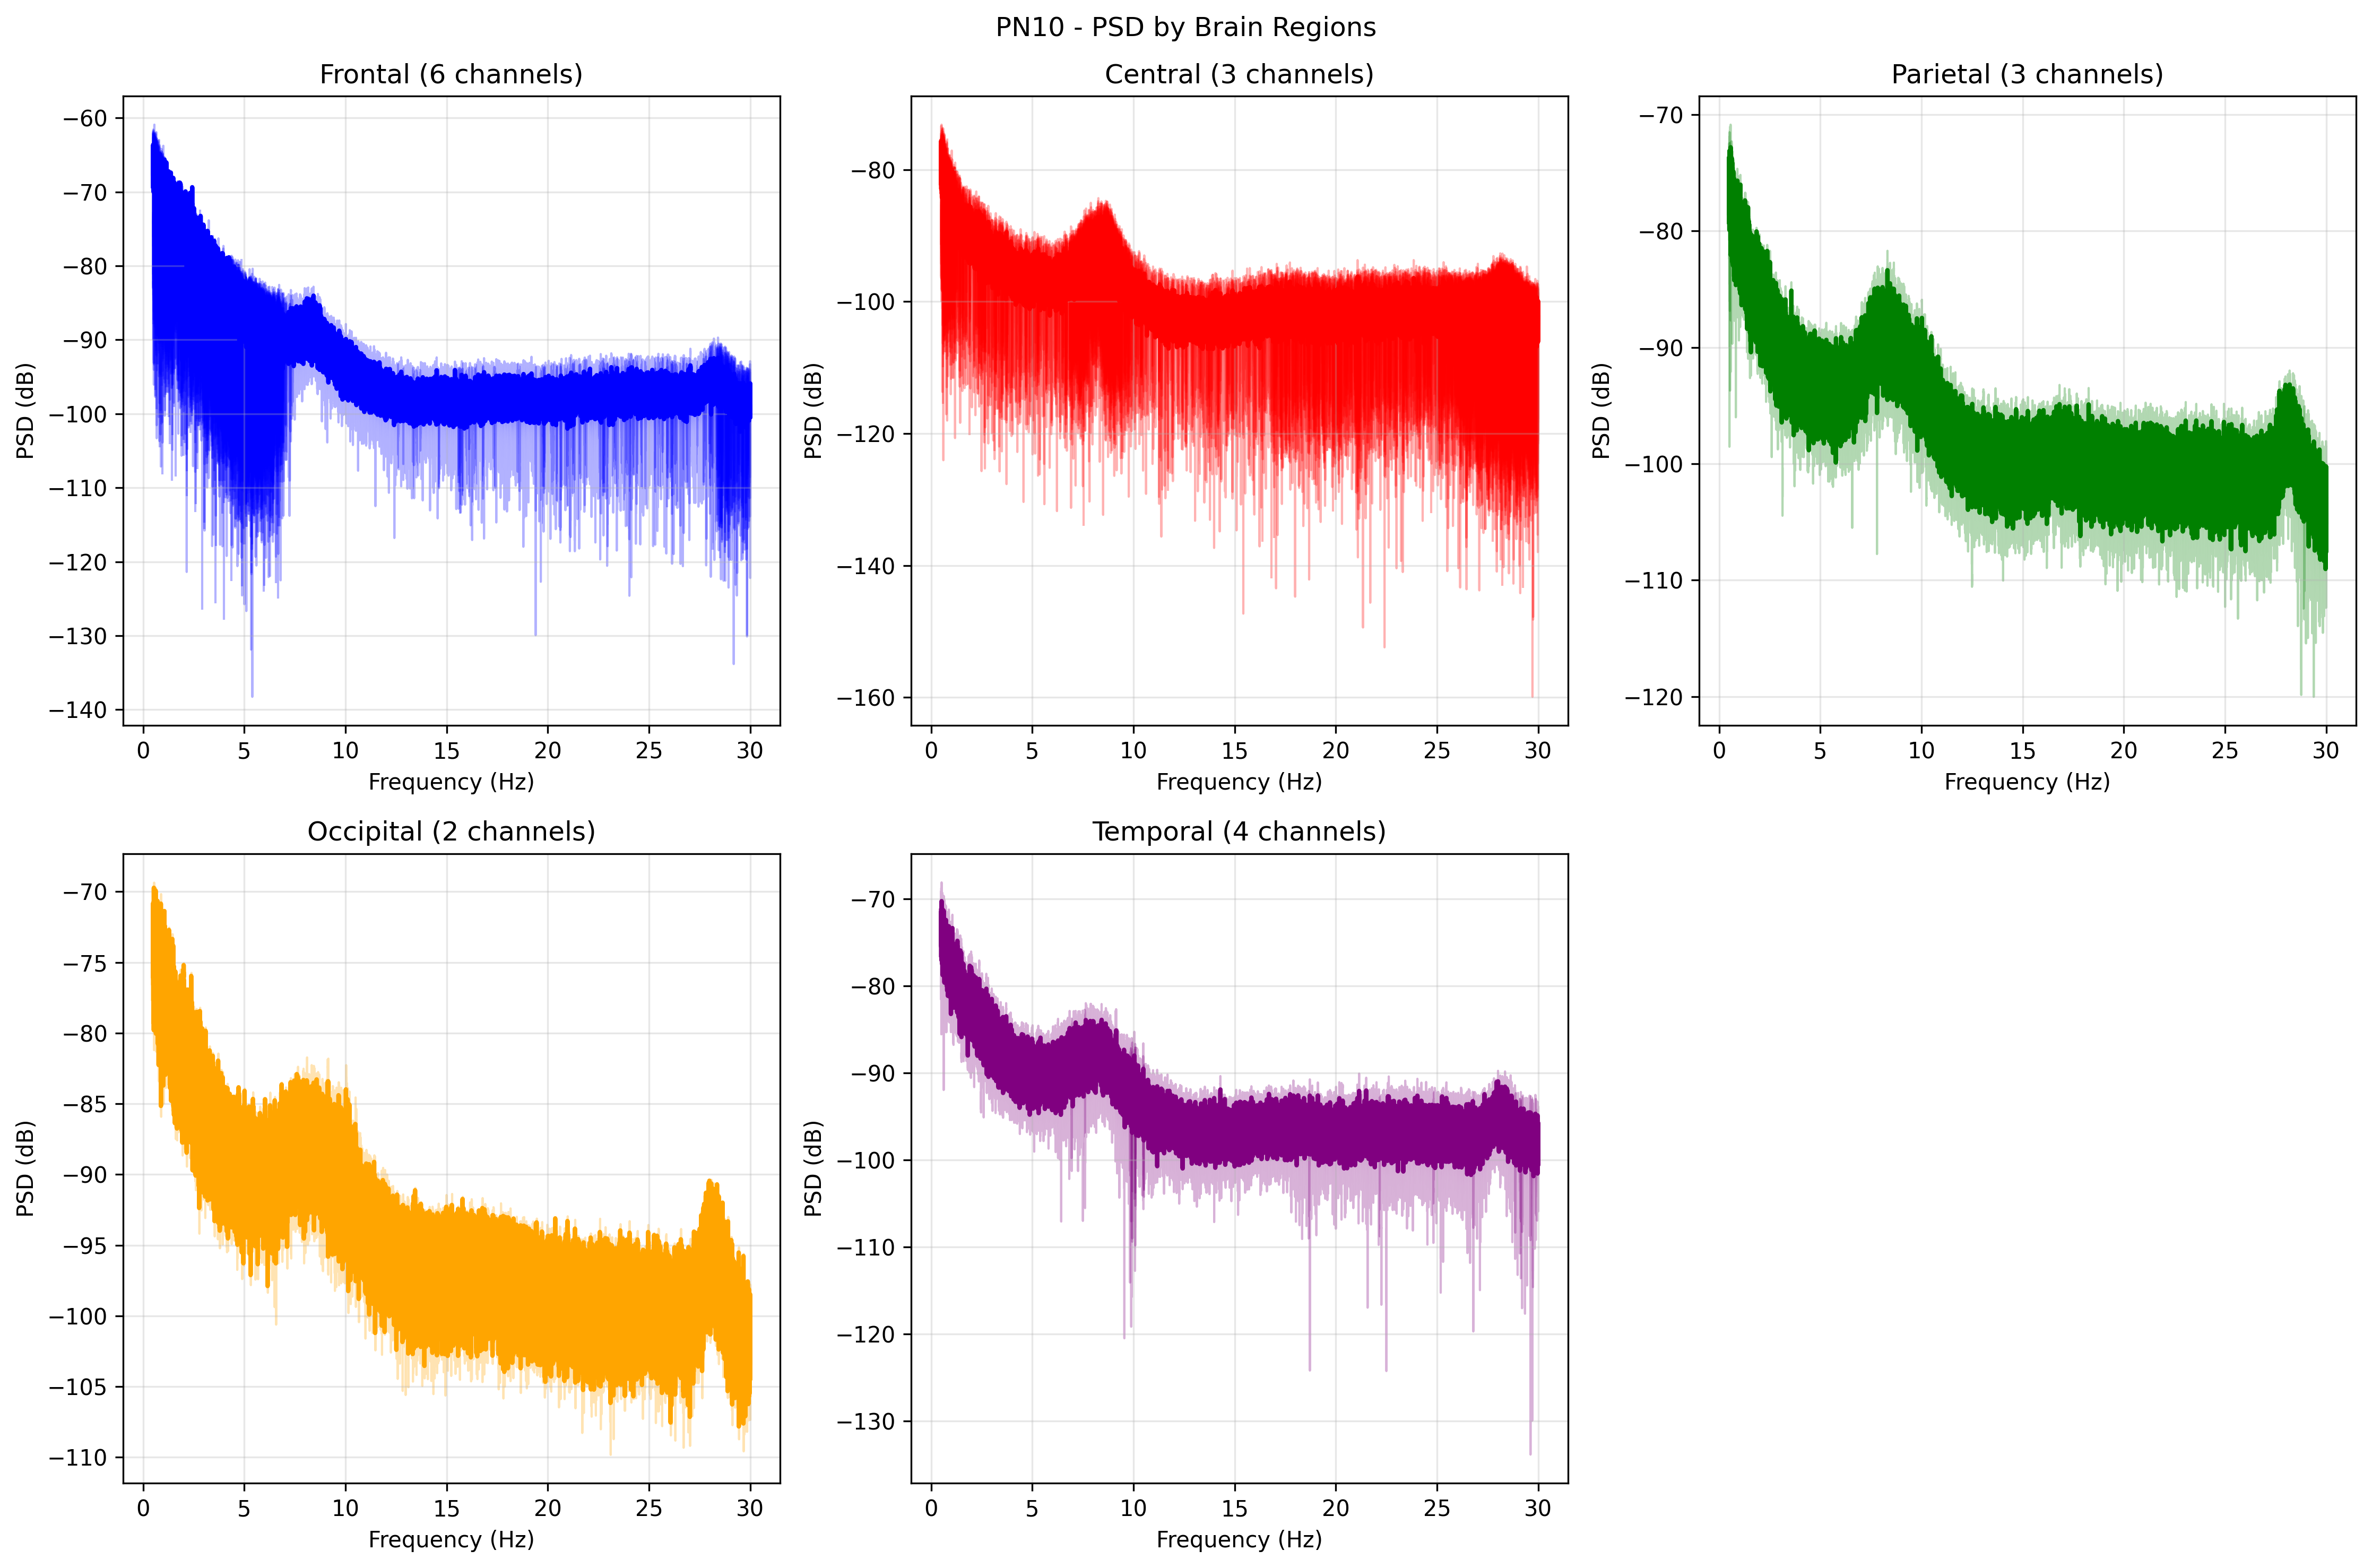 PN10 - PSD by Brain Regions
Frontal (6 channels)
PSD (dB)
−60
−70
−80
−90
−100
−110
−120
−130
−140
0 5 10 15 20 25 30
Frequency (Hz)
Central (3 channels)
PSD (dB)
−80
−100
−120
−140
−160
0 5 10 15 20 25 30
Frequency (Hz)
Parietal (3 channels)
PSD (dB)
−70
−80
−90
−100
−110
−120
0 5 10 15 20 25 30
Frequency (Hz)
Occipital (2 channels)
PSD (dB)
−70
−75
−80
−85
−90
−95
−100
−105
−110
0 5 10 15 20 25 30
Frequency (Hz)
Temporal (4 channels)
PSD (dB)
−70
−80
−90
−100
−110
−120
−130
0 5 10 15 20 25 30
Frequency (Hz)